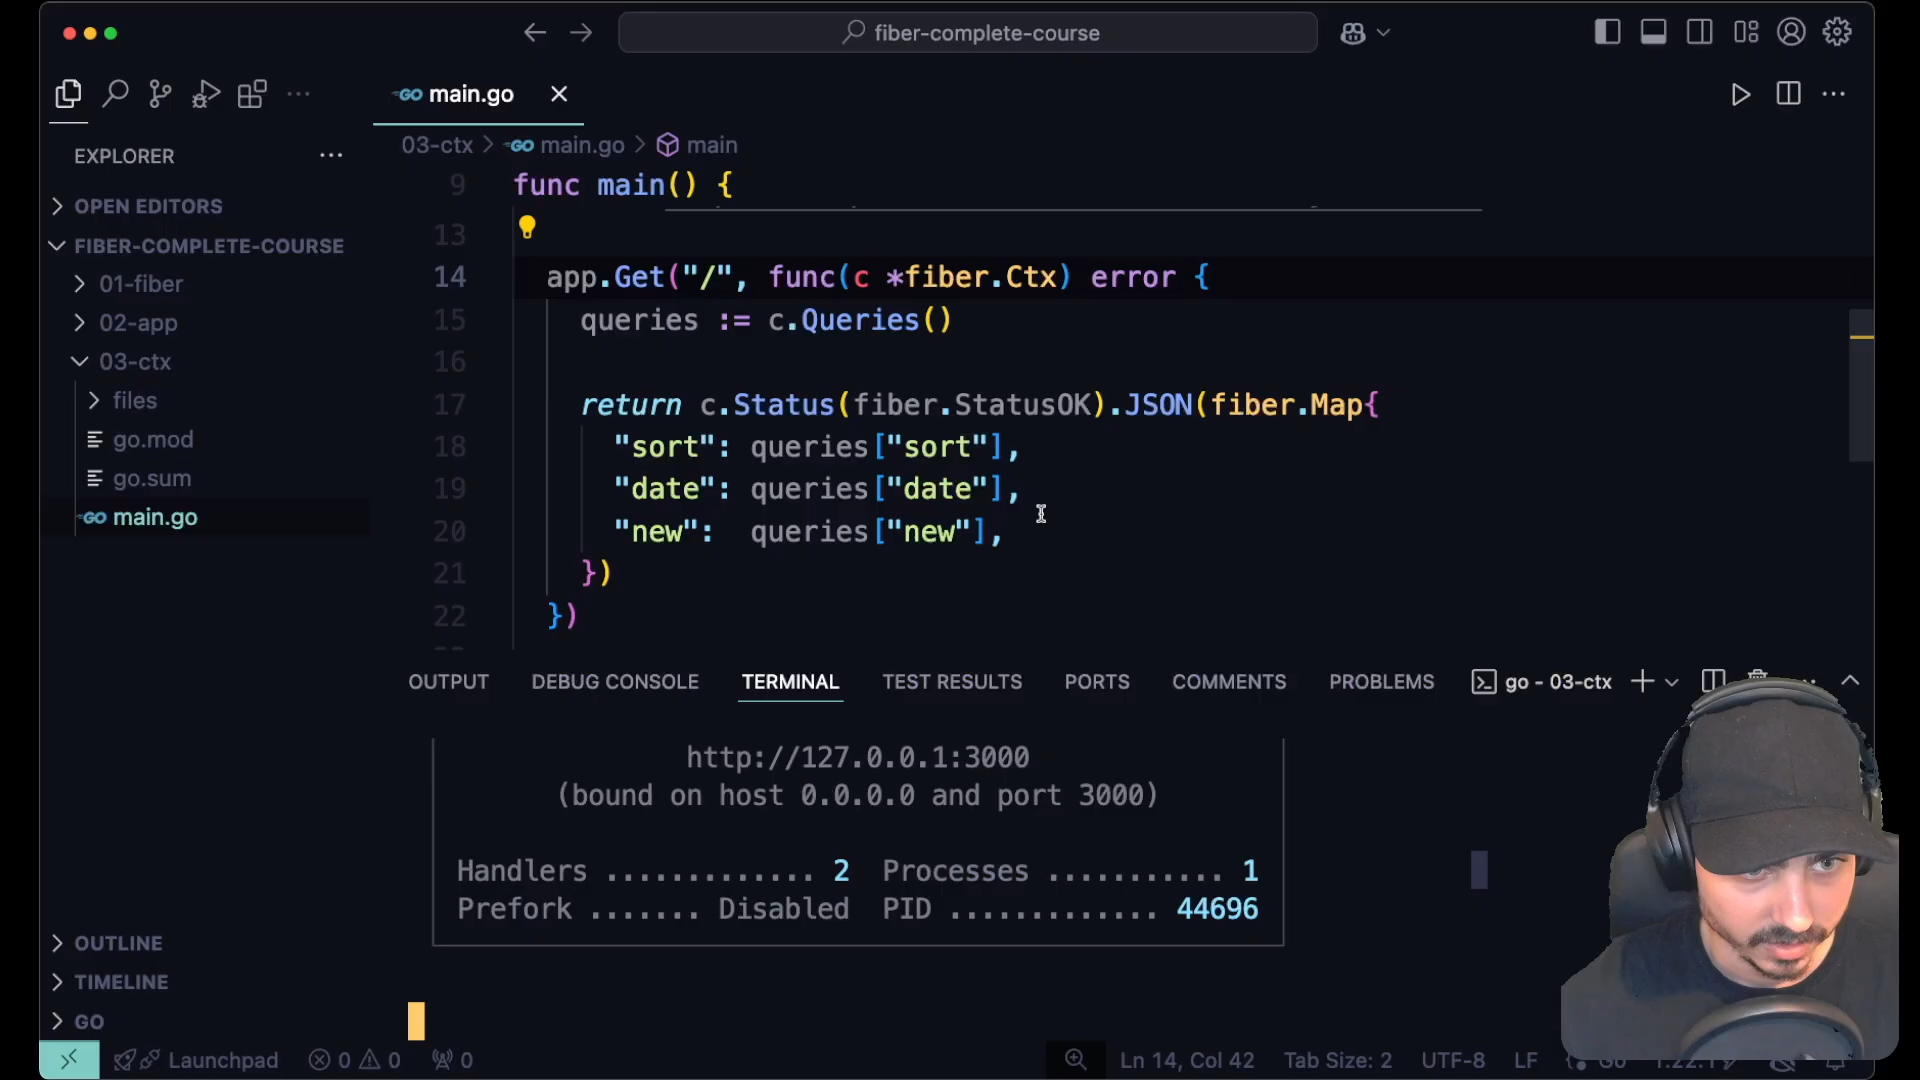 fiber-complete-course
GO main.go
03-ctx > GO main.go > main
EXPLORER
OPEN EDITORS
FIBER-COMPLETE-COURSE
01-fiber
02-app
03-ctx
files
go.mod
go.sum
GO main.go
OUTLINE
TIMELINE
GO
9 func main() {
13
14 app.Get("/", func(c *fiber.Ctx) error {
15 queries := c.Queries()
16
17 return c.Status(fiber.StatusOK).JSON(fiber.Map{
18 "sort": queries["sort"],
19 "date": queries["date"],
20 "new": queries["new"],
21 })
22 })
OUTPUT DEBUG CONSOLE TERMINAL TEST RESULTS PORTS COMMENTS PROBLEMS go - 03-ctx
http://127.0.0.1:3000
(bound on host 0.0.0.0 and port 3000)
Handlers ............. 2 Processes ........... 1
Prefork ....... Disabled PID ............. 44696
Launchpad 0 0 0 Ln 14, Col 42 Tab Size: 2 UTF-8 LF